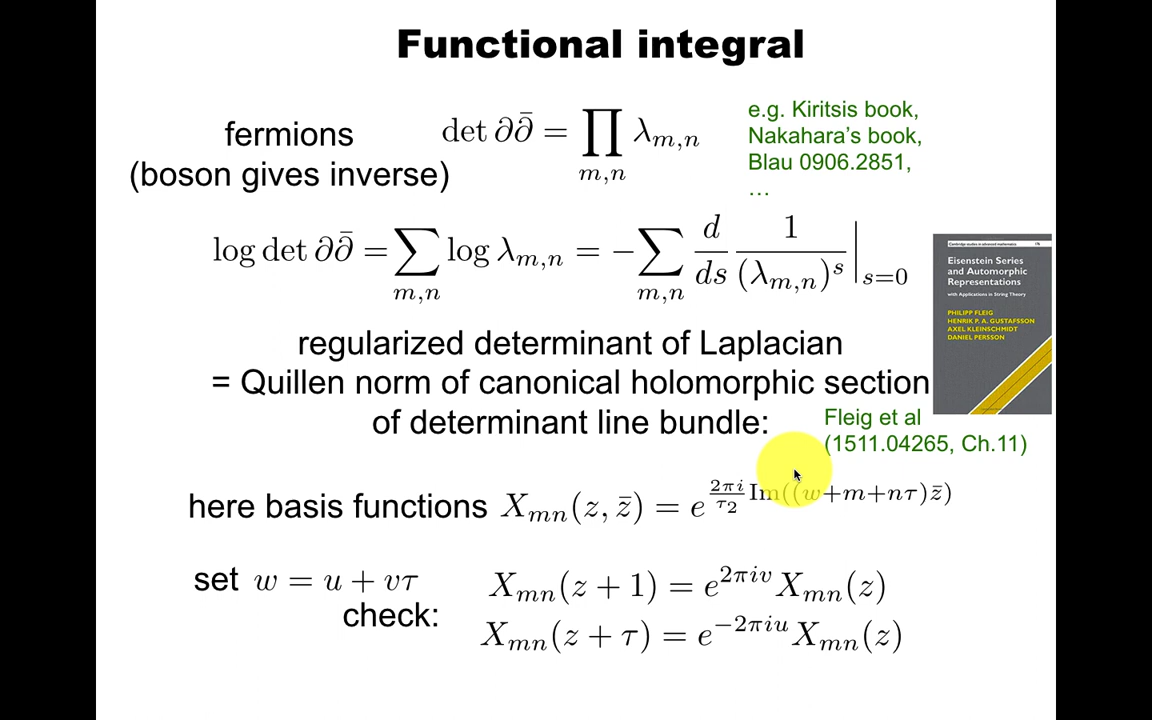 Functional integral
fermions
(boson gives inverse)
det ∂∂̄ = ∏_{m,n} λ_{m,n}
e.g. Kiritsis book,
Nakahara's book,
Blau 0906.2851,
…
log det ∂∂̄ = ∑_{m,n} log λ_{m,n} = −∑_{m,n} d/ds 1/(λ_{m,n})^s |_{s=0}
Cambridge studies in advanced mathematics 176
Eisenstein Series
and Automorphic
Representations
with Applications in String Theory
PHILIPP FLEIG
HENRIK P. A. GUSTAFSSON
AXEL KLEINSCHMIDT
DANIEL PERSSON
regularized determinant of Laplacian
= Quillen norm of canonical holomorphic section
of determinant line bundle:
Fleig et al
(1511.04265, Ch.11)
here basis functions X_{mn}(z, z̄) = e^{2πi/τ₂ Im((w+m+nτ)z̄)}
set w = u + vτ
check:
X_{mn}(z + 1) = e^{2πiv} X_{mn}(z)
X_{mn}(z + τ) = e^{−2πiu} X_{mn}(z)